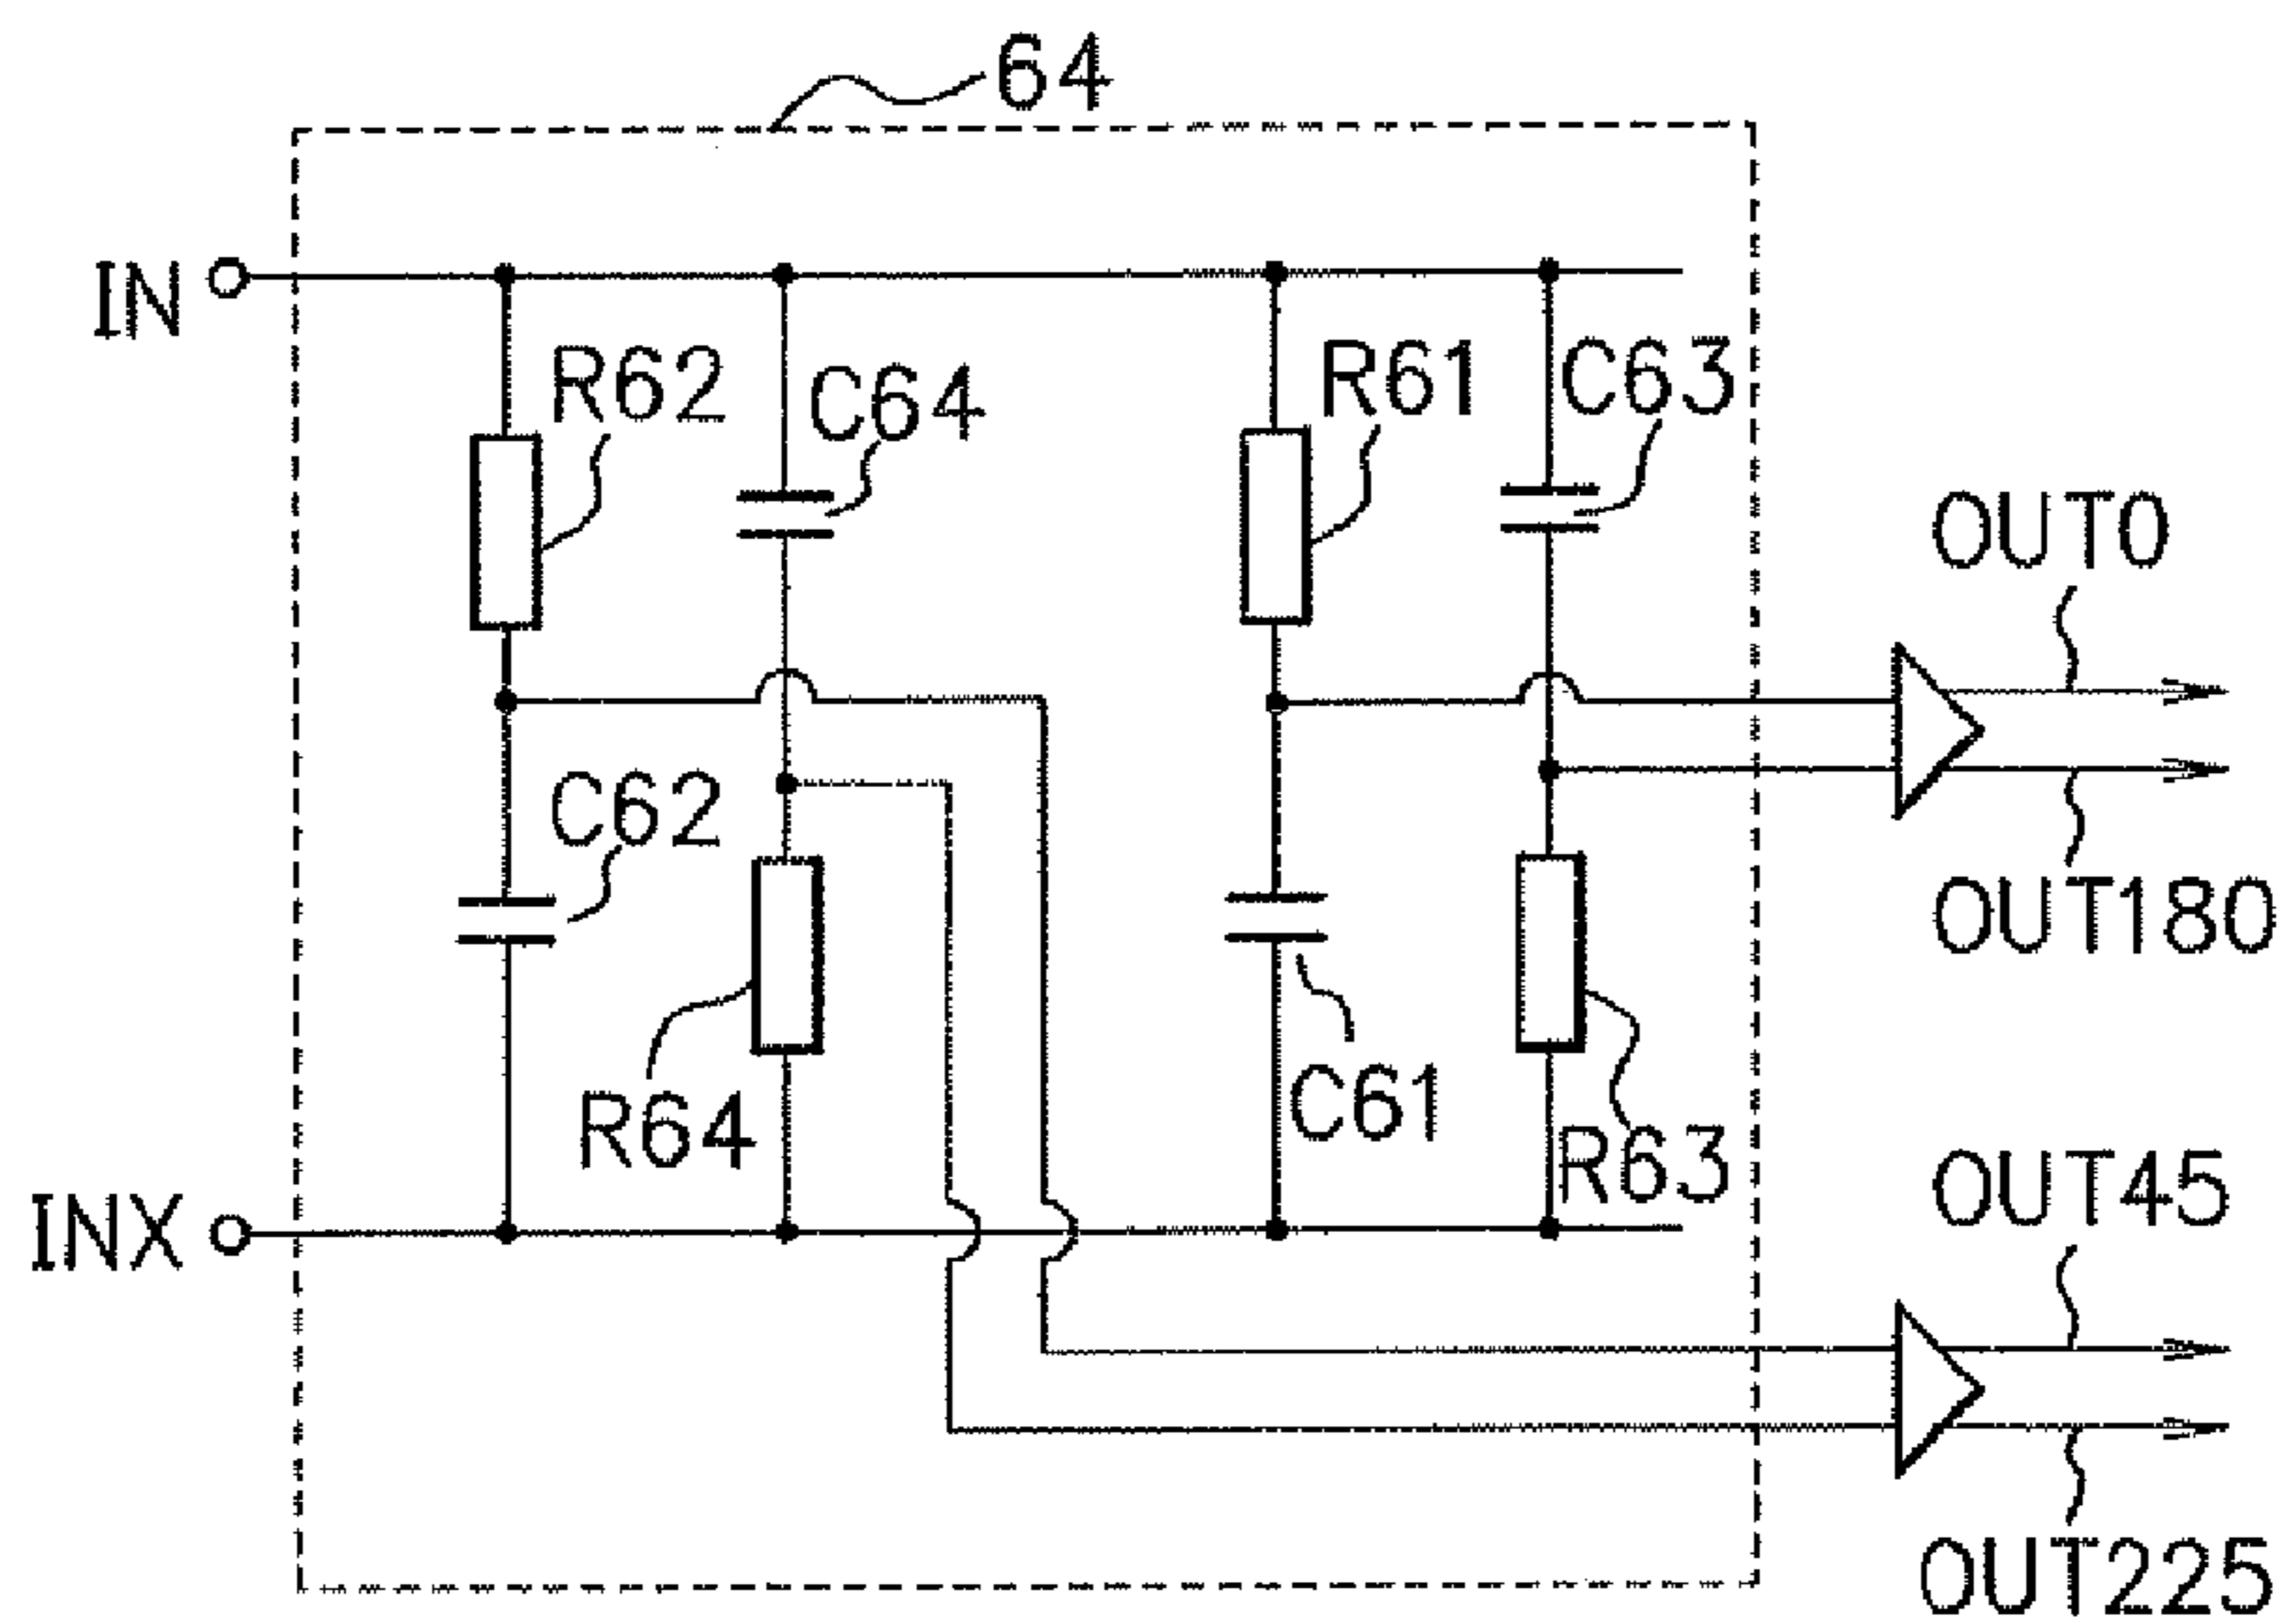 64
IN
R62
C64
R61
C63
OUT0
C62
OUT180
R64
C61
R63
INX
OUT45
OUT225